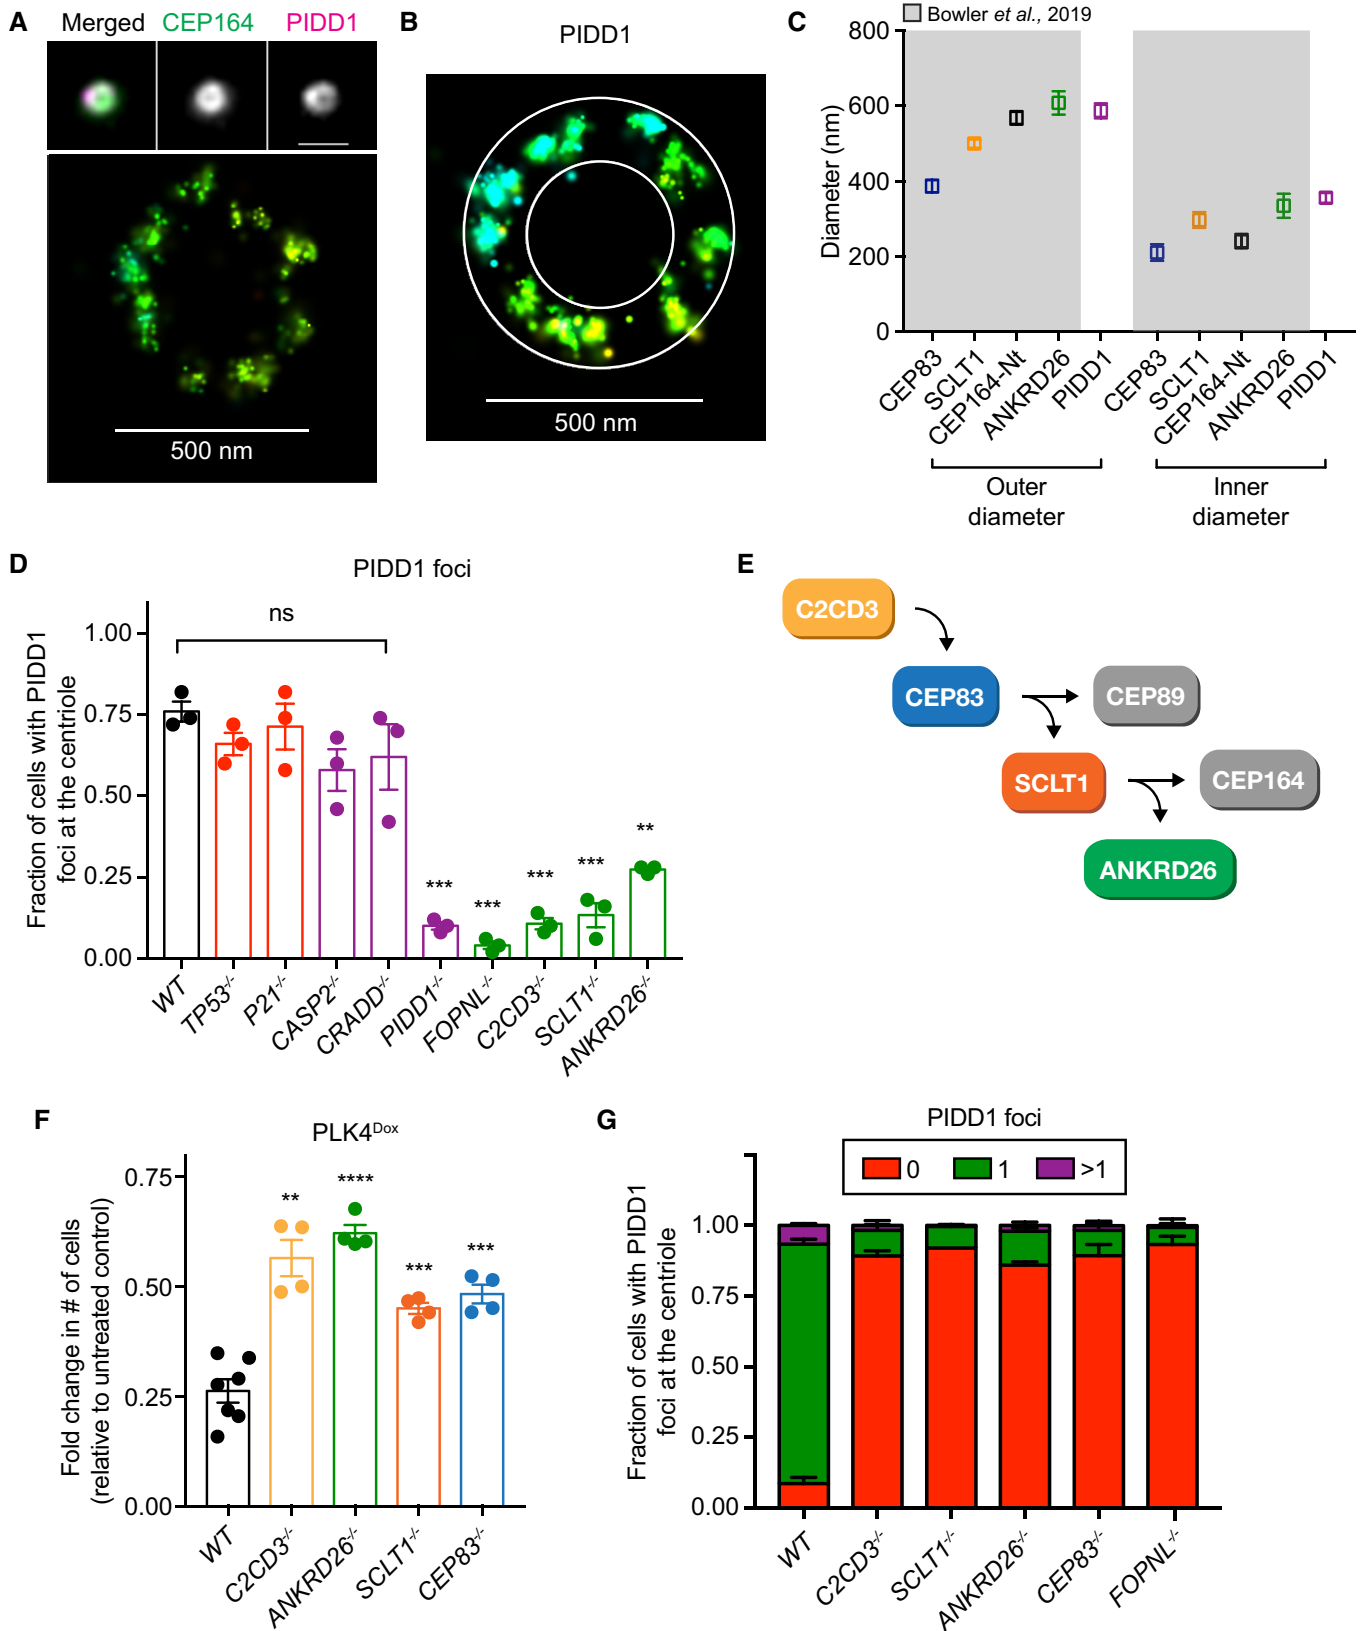 A
Merged CEP164 PIDD1
500 nm
B
PIDD1
500 nm
C
Bowler et al., 2019
Diameter (nm)
800
600
400
200
0
CEP83
SCLT1
CEP164-Nt
ANKRD26
PIDD1
CEP83
SCLT1
CEP164-Nt
ANKRD26
PIDD1
Outer
diameter
Inner
diameter
D
PIDD1 foci
Fraction of cells with PIDD1
foci at the centriole
1.00
0.75
0.50
0.25
0.00
ns
***
***
***
***
**
WT
TP53-/-
P21-/-
CASP2-/-
CRADD-/-
PIDD1-/-
FOPNL-/-
C2CD3-/-
SCLT1-/-
ANKRD26-/-
E
C2CD3
CEP83
CEP89
SCLT1
CEP164
ANKRD26
F
PLK4Dox
Fold change in # of cells
(relative to untreated control)
0.75
0.50
0.25
0.00
**
****
***
***
WT
C2CD3-/-
ANKRD26-/-
SCLT1-/-
CEP83-/-
G
PIDD1 foci
0 1 >1
Fraction of cells with PIDD1
foci at the centriole
1.00
0.75
0.50
0.25
0.00
WT
C2CD3-/-
SCLT1-/-
ANKRD26-/-
CEP83-/-
FOPNL-/-